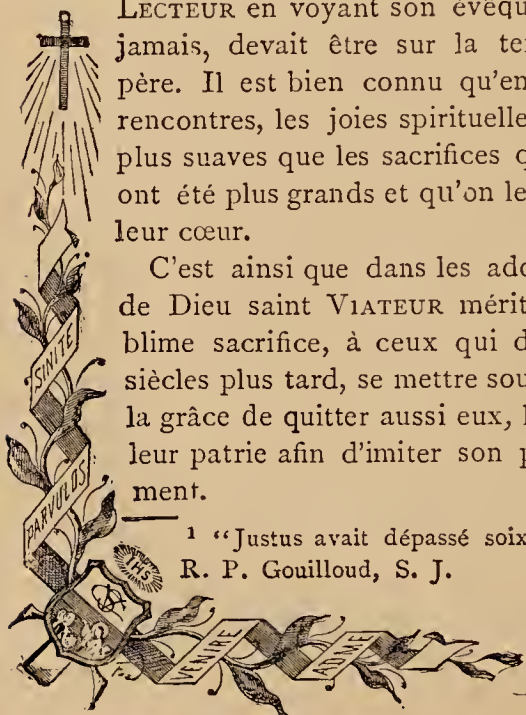 LECTEUR en voyant son évêqu
jamais, devait être sur la te
père. Il est bien connu qu'en
rencontres, les joies spirituelle
plus suaves que les sacrifices q
ont été plus grands et qu'on le
leur cœur.
C'est ainsi que dans les ado
de Dieu saint VIATEUR mérit
blime sacrifice, à ceux qui d
siècles plus tard, se mettre sou
la grâce de quitter aussi eux, l
leur patrie afin d'imiter son p
ment.
¹ “Justus avait dépassé soix
R. P. Gouilloud, S. J.
SINITE
PARVULOS
IHS
VENIRE
AD ME